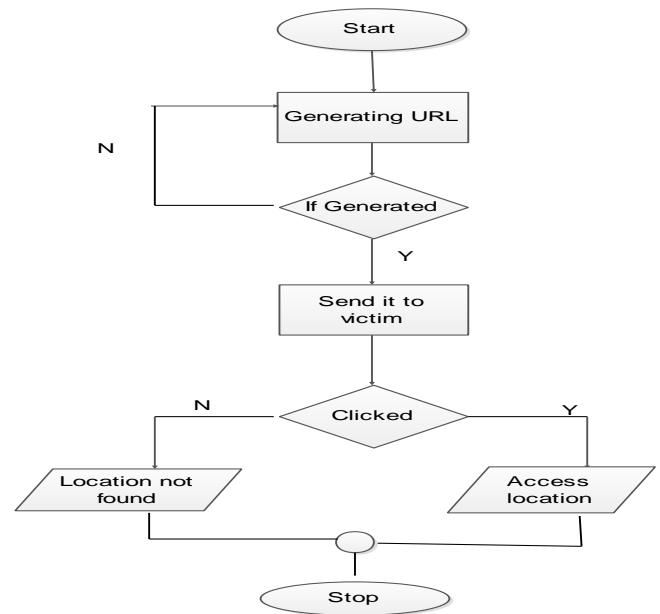 Start
Generating URL
N
If Generated
Y
Send it to
victim
N
Clicked
Y
Location not
found
Access
location
Stop